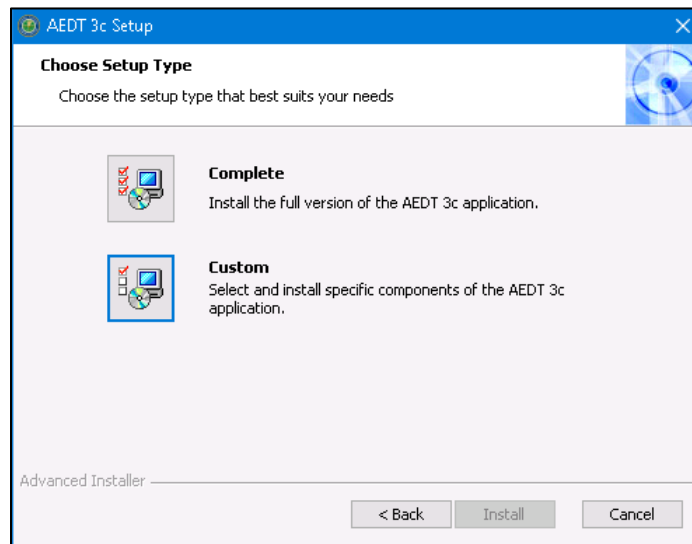 AEDT 3c Setup
Choose Setup Type
Choose the setup type that best suits your needs
Complete
Install the full version of the AEDT 3c application.
Custom
Select and install specific components of the AEDT 3c
application.
Advanced Installer
< Back
Install
Cancel